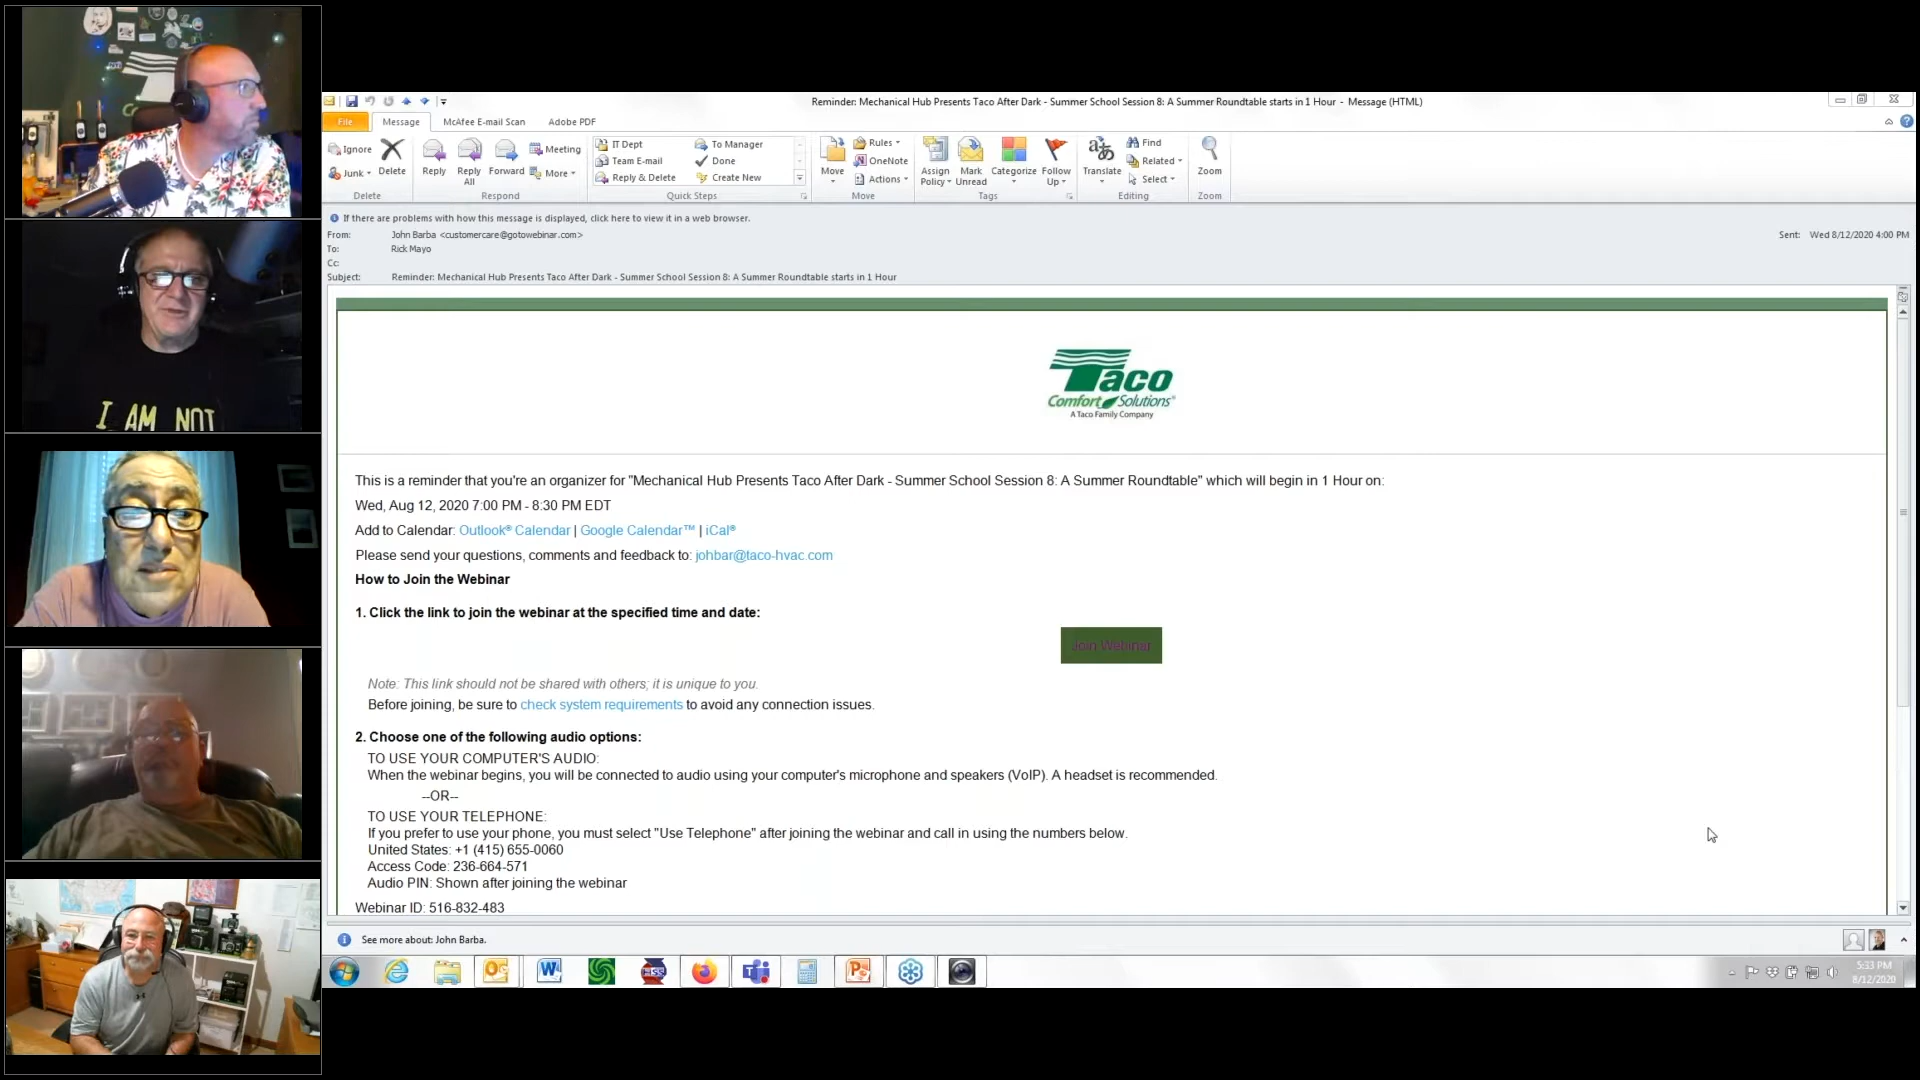 I AM NOT
Reminder: Mechanical Hub Presents Taco After Dark - Summer School Session 8: A Summer Roundtable starts in 1 Hour - Message (HTML)
File Message McAfee E-mail Scan Adobe PDF
Ignore
Junk
Delete
Delete
Reply
Reply All
Forward
Meeting
More
Respond
IT Dept
Team E-mail
Reply & Delete
To Manager
Done
Create New
Quick Steps
Move
Rules
OneNote
Actions
Move
Assign Policy
Mark Unread
Categorize
Follow Up
Tags
Translate
Find
Related
Select
Editing
Zoom
Zoom
If there are problems with how this message is displayed, click here to view it in a web browser.
From: John Barba <customercare@gotowebinar.com>
Sent: Wed 8/12/2020 4:00 PM
To: Rick Mayo
Cc:
Subject: Reminder: Mechanical Hub Presents Taco After Dark - Summer School Session 8: A Summer Roundtable starts in 1 Hour
Taco
Comfort Solutions®
A Taco Family Company
This is a reminder that you're an organizer for "Mechanical Hub Presents Taco After Dark - Summer School Session 8: A Summer Roundtable" which will begin in 1 Hour on:
Wed, Aug 12, 2020 7:00 PM - 8:30 PM EDT
Add to Calendar: Outlook® Calendar | Google Calendar™ | iCal®
Please send your questions, comments and feedback to: johbar@taco-hvac.com
How to Join the Webinar
1. Click the link to join the webinar at the specified time and date:
Join Webinar
Note: This link should not be shared with others; it is unique to you.
Before joining, be sure to check system requirements to avoid any connection issues.
2. Choose one of the following audio options:
TO USE YOUR COMPUTER'S AUDIO:
When the webinar begins, you will be connected to audio using your computer's microphone and speakers (VoIP). A headset is recommended.
--OR--
TO USE YOUR TELEPHONE:
If you prefer to use your phone, you must select "Use Telephone" after joining the webinar and call in using the numbers below.
United States: +1 (415) 655-0060
Access Code: 236-664-571
Audio PIN: Shown after joining the webinar
Webinar ID: 516-832-483
See more about: John Barba.
5:33 PM
8/12/2020